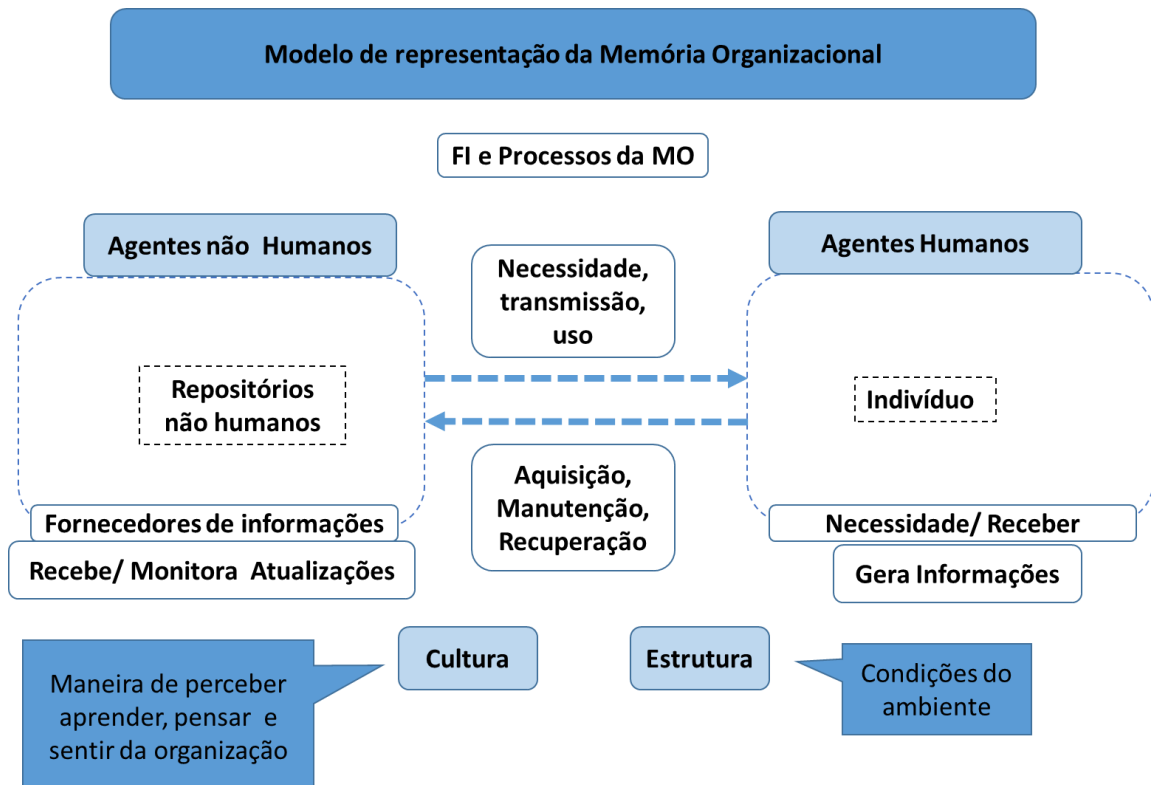 Modelo de representação da Memória Organizacional
FI e Processos da MO
Agentes não Humanos
Agentes Humanos
Necessidade,
transmissão,
uso
Repositórios
não humanos
Indivíduo
Aquisição,
Manutenção,
Recuperação
Fornecedores de informações
Recebe/ Monitora Atualizações
Necessidade/ Receber
Gera Informações
Cultura
Estrutura
Maneira de perceber
aprender, pensar e
sentir da organização
Condições do
ambiente